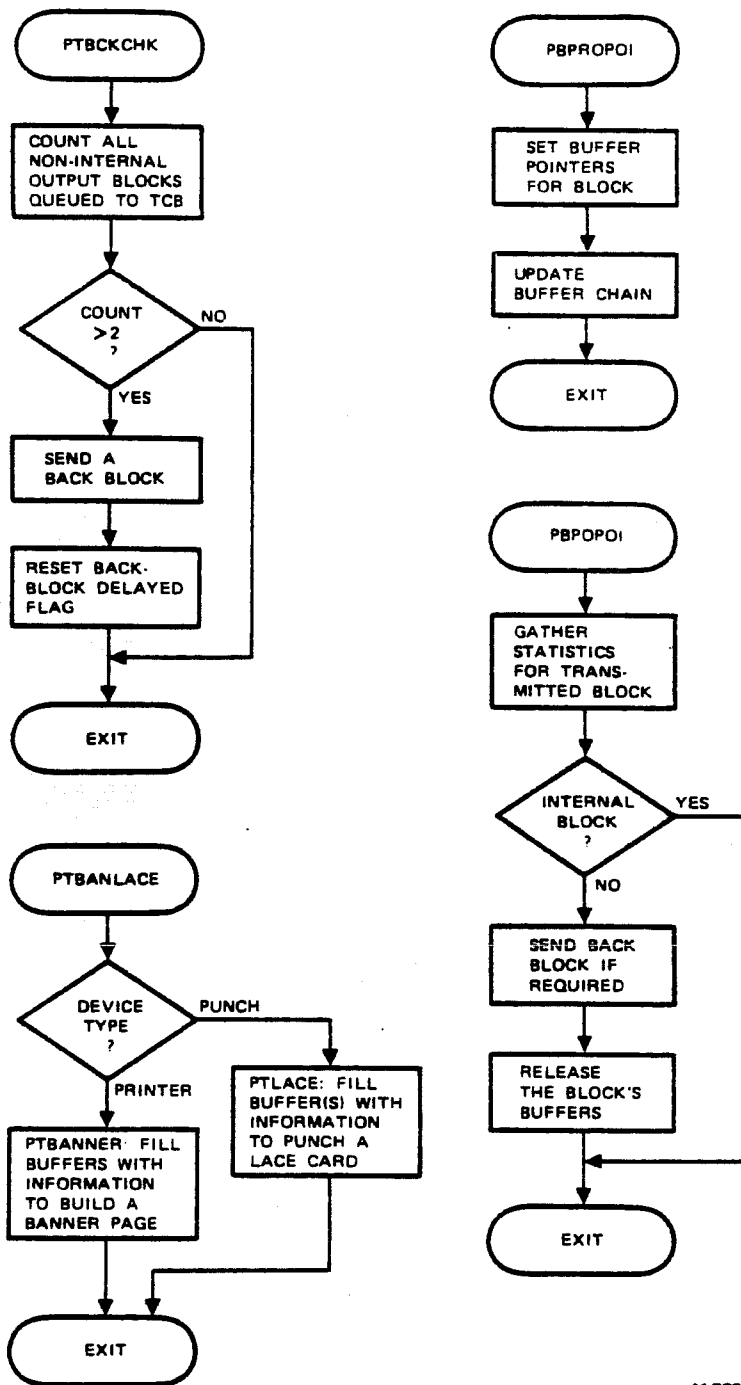 PTBCKCHK
COUNT ALL
NON-INTERNAL
OUTPUT BLOCKS
QUEUED TO TCB
COUNT
>2
?
NO
YES
SEND A
BACK BLOCK
RESET BACK-
BLOCK DELAYED
FLAG
EXIT
PTBANLACE
DEVICE
TYPE
?
PUNCH
PRINTER
PTLACE: FILL
BUFFER(S) WITH
INFORMATION
TO PUNCH A
LACE CARD
PTBANNER: FILL
BUFFERS WITH
INFORMATION
TO BUILD A
BANNER PAGE
EXIT
PBPROPOI
SET BUFFER
POINTERS
FOR BLOCK
UPDATE
BUFFER CHAIN
EXIT
PBPOPOI
GATHER
STATISTICS
FOR TRANS-
MITTED BLOCK
INTERNAL
BLOCK
?
YES
NO
SEND BACK
BLOCK IF
REQUIRED
RELEASE
THE BLOCK'S
BUFFERS
EXIT